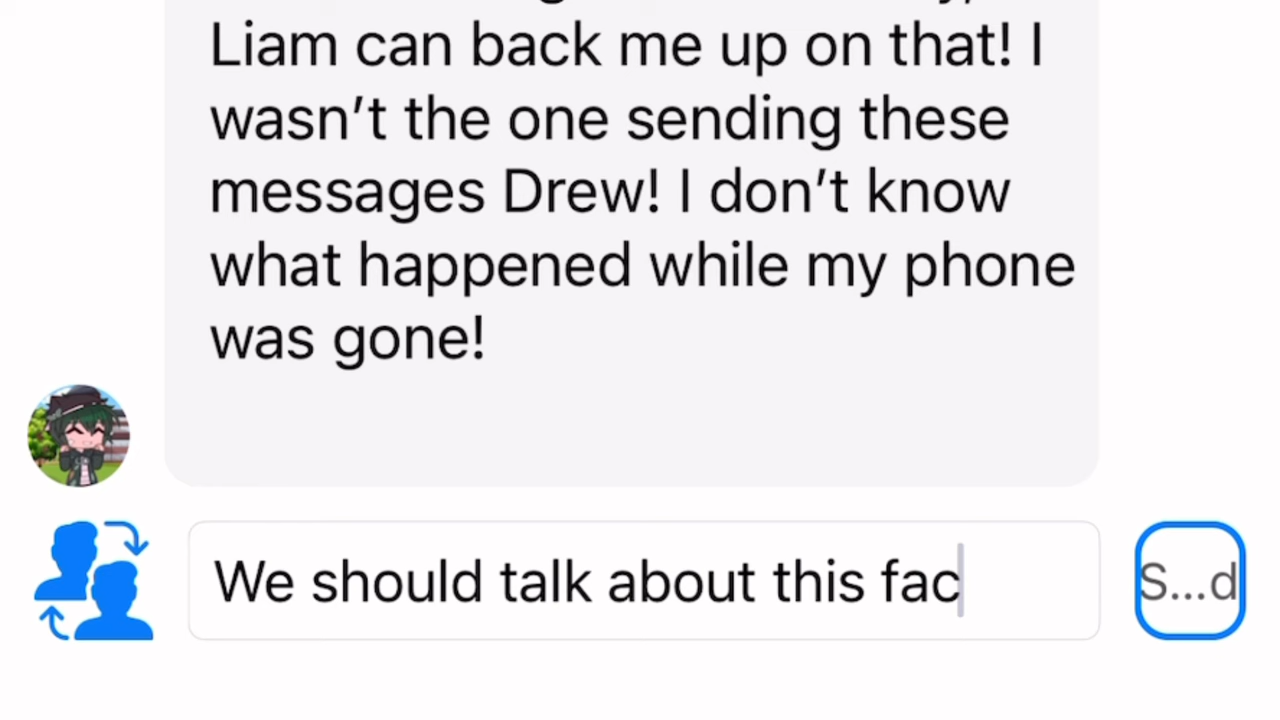 Liam can back me up on that! I
wasn’t the one sending these
messages Drew! I don’t know
what happened while my phone
was gone!
We should talk about this fac
S...d